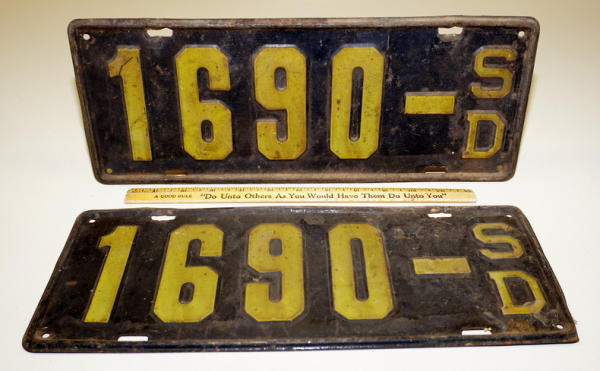 1690-SD
A GOOD RULE "Do Unto Others As You Would Have Them Do Unto You"
1690-SD